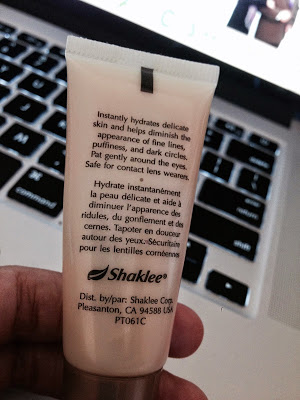 Instantly hydrates delicate
skin and helps diminish the
appearance of fine lines,
puffiness, and dark circles.
Pat gently around the eyes.
Safe for contact lens wearers.
Hydrate instantanément
la peau délicate et aide à
diminuer l'apparence des
ridules, du gonflement et des
cernes. Tapoter en douceur
autour des yeux. Sécuritaire
pour les lentilles cornéennes
Shaklee®
Dist. by/par: Shaklee Corp.
Pleasanton, CA 94588 USA
PT061C
command
option